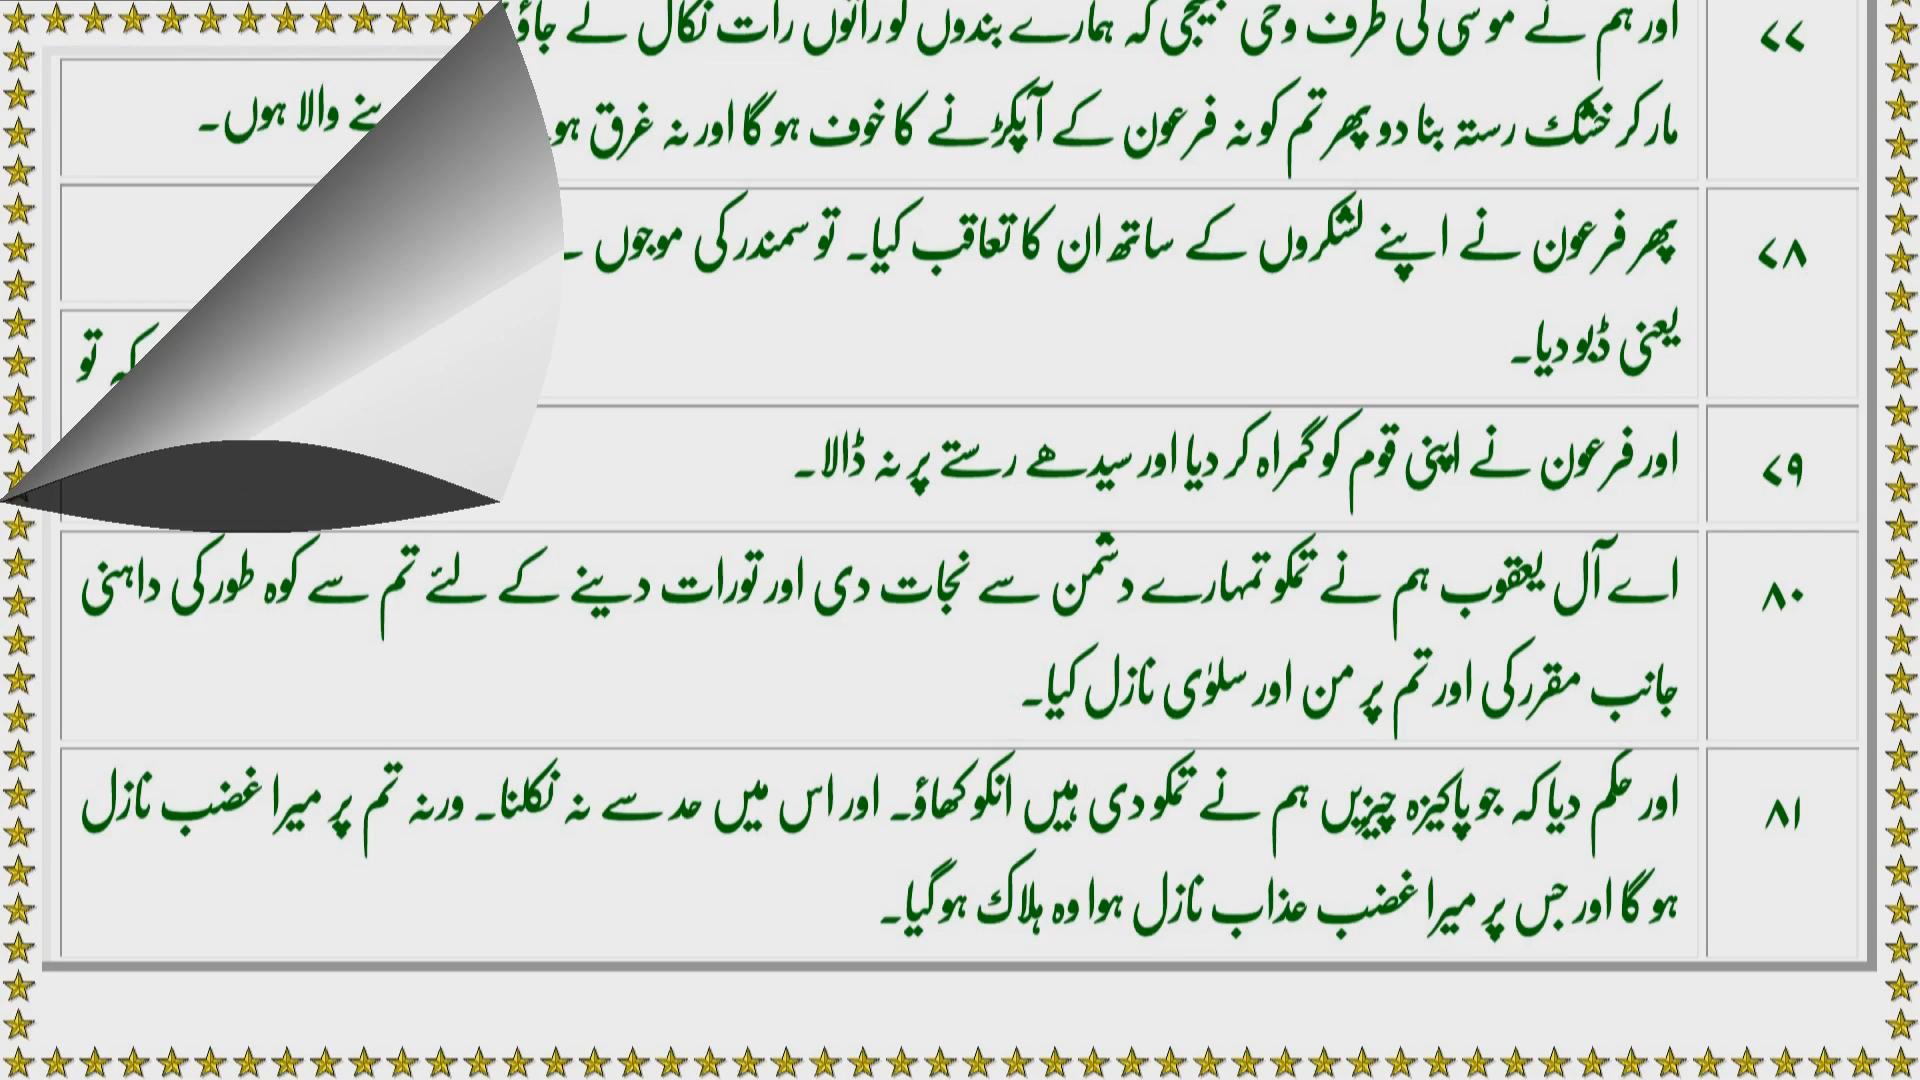 ۷۷
اور ہم نے موسٰی کی طرف وحی بھیجی کہ ہمارے بندوں کو راتوں رات نکال لے جاؤ
مار کر خشک رستہ بنا دو پھر تم کو نہ فرعون کے آپکڑنے کا خوف ہو گا اور نہ غرق ہو
نے والا ہوں۔
۷۸
پھر فرعون نے اپنے لشکروں کے ساتھ ان کا تعاقب کیا۔ تو سمندر کی موجوں
یعنی ڈبو دیا۔
کہ تو
۷۹
اور فرعون نے اپنی قوم کو گمراہ کر دیا اور سیدھے رستے پر نہ ڈالا۔
۸۰
اے آل یعقوب ہم نے تمکو تمہارے دشمن سے نجات دی اور تورات دینے کے لئے تم سے کوہ طور کی داہنی
جانب مقرر کی اور تم پر من اور سلوٰی نازل کیا۔
۸۱
اور حکم دیا کہ جو پاکیزہ چیزیں ہم نے تمکو دی ہیں انکو کھاؤ۔ اور اس میں حد سے نہ نکلنا۔ ورنہ تم پر میرا غضب نازل
ہو گا اور جس پر میرا غضب عذاب نازل ہوا وہ ہلاک ہو گیا۔